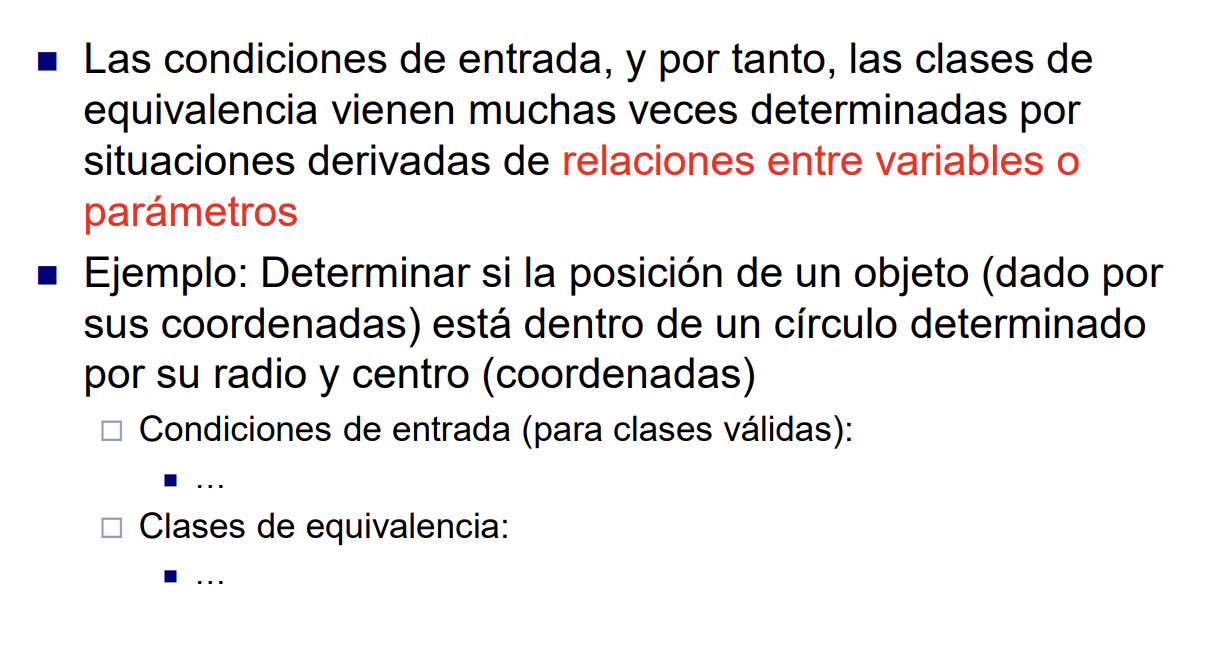 Las condiciones de entrada, y por tanto, las clases de
equivalencia vienen muchas veces determinadas por
situaciones derivadas de relaciones entre variables o
parámetros
Ejemplo: Determinar si la posición de un objeto (dado por
sus coordenadas) está dentro de un círculo determinado
por su radio y centro (coordenadas)
Condiciones de entrada (para clases válidas):
…
Clases de equivalencia:
…